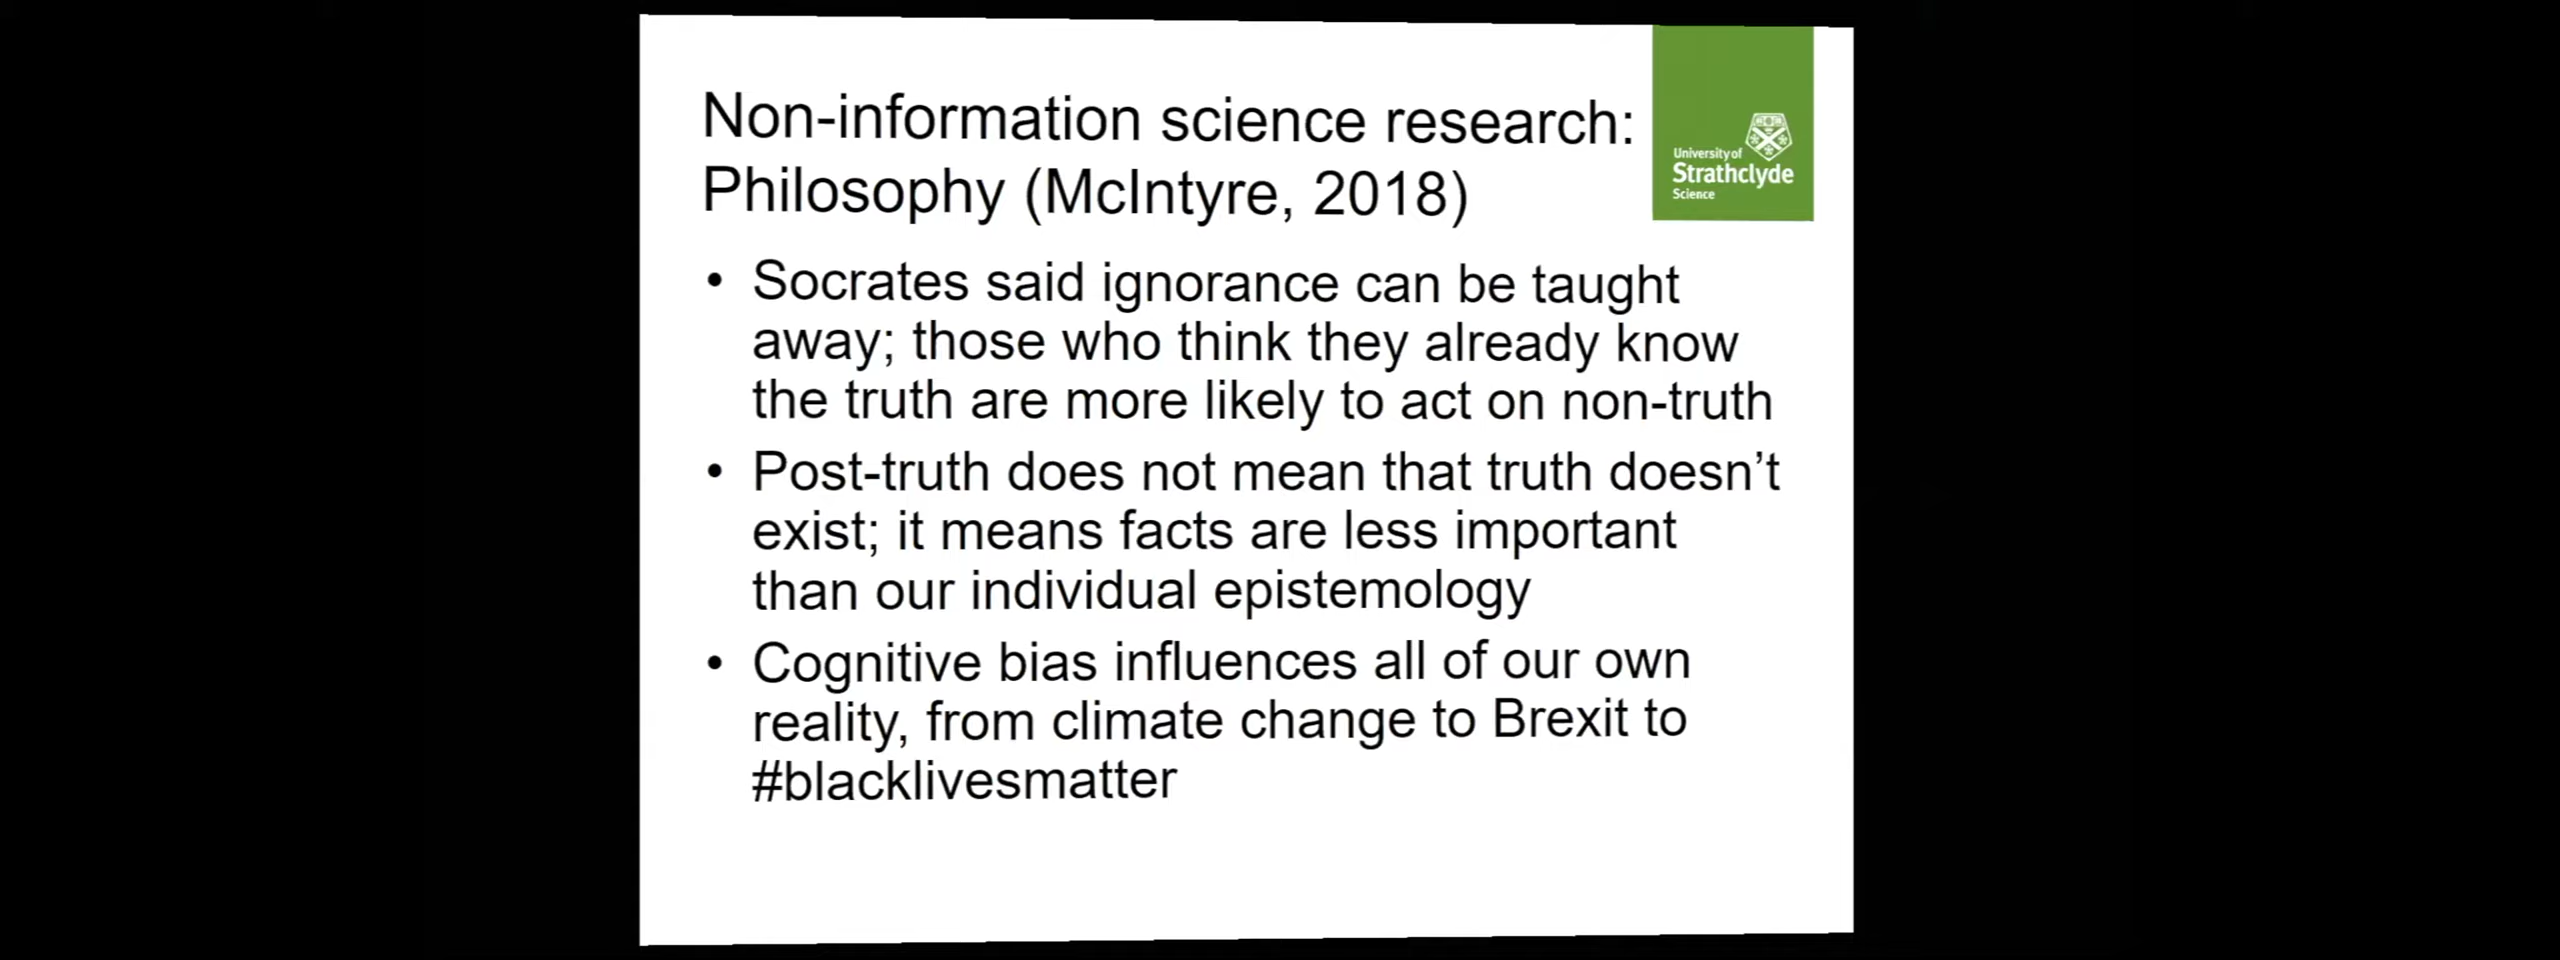 Non-information science research:
Philosophy (McIntyre, 2018)
University of
Strathclyde
Science
• Socrates said ignorance can be taught
away; those who think they already know
the truth are more likely to act on non-truth
• Post-truth does not mean that truth doesn’t
exist; it means facts are less important
than our individual epistemology
• Cognitive bias influences all of our own
reality, from climate change to Brexit to
#blacklivesmatter